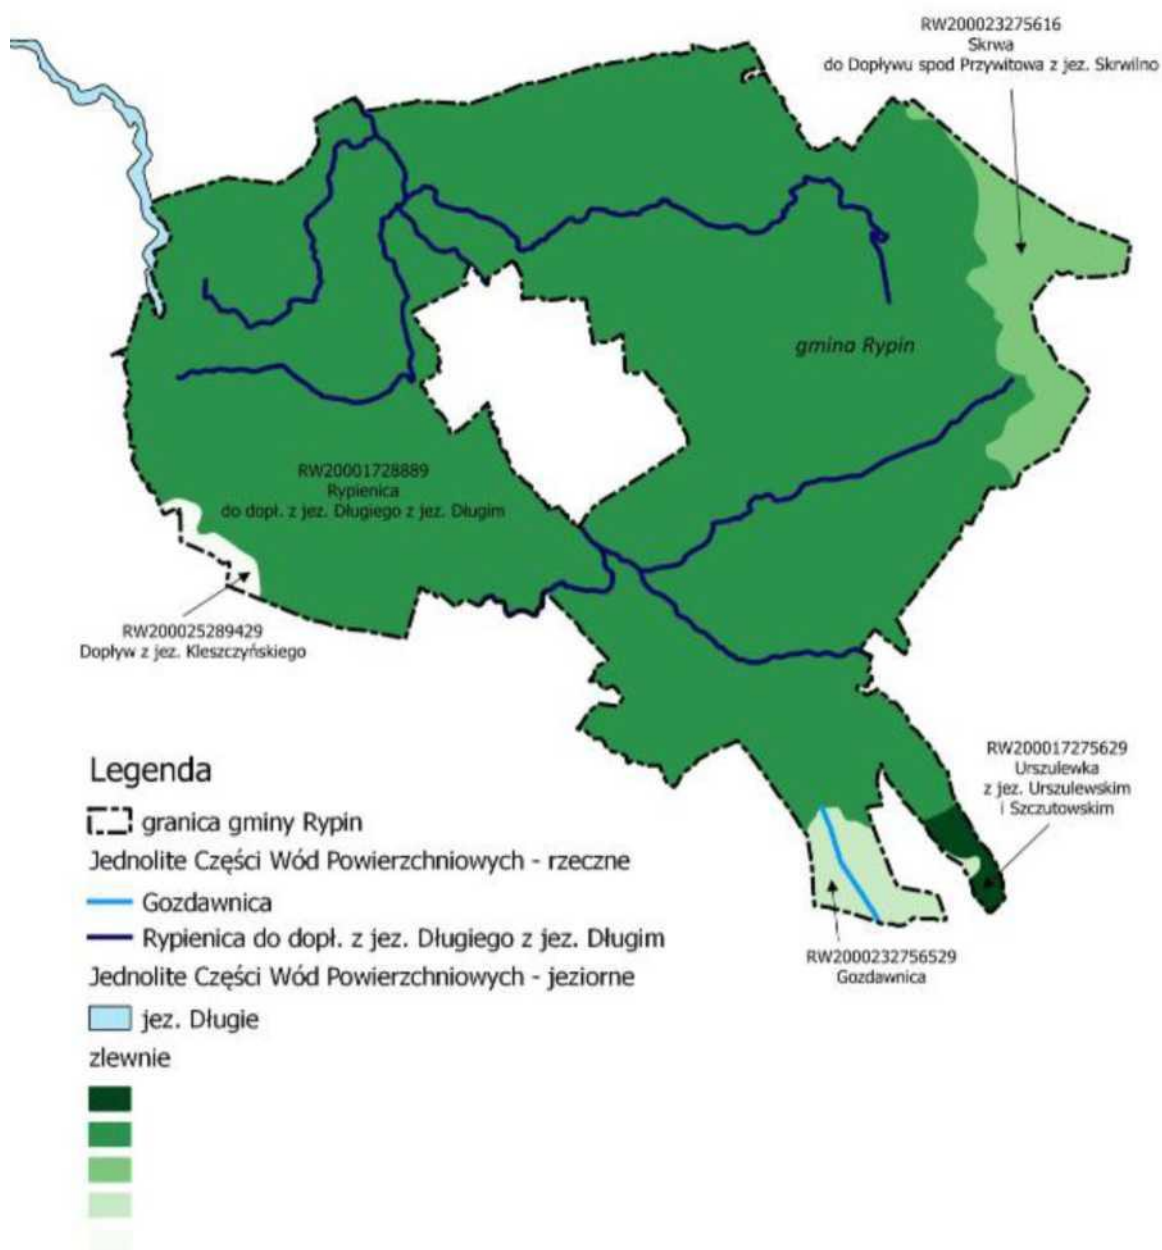 RW200023275616
Skrwa
do Dopływu spod Przywitowa z jez. Skrwilno
gmina Rypin
RW20001728889
Rypienica
do dopł. z jez. Długiego z jez. Długim
RW200025289429
Dopływ z jez. Kleszczyńskiego
RW200017275629
Urszulewka
z jez. Urszulewskim
i Szczutowskim
RW2000232756529
Gozdawnica
Legenda
granica gminy Rypin
Jednolite Części Wód Powierzchniowych - rzeczne
Gozdawnica
Rypienica do dopł. z jez. Długiego z jez. Długim
Jednolite Części Wód Powierzchniowych - jeziorne
jez. Długie
zlewnie